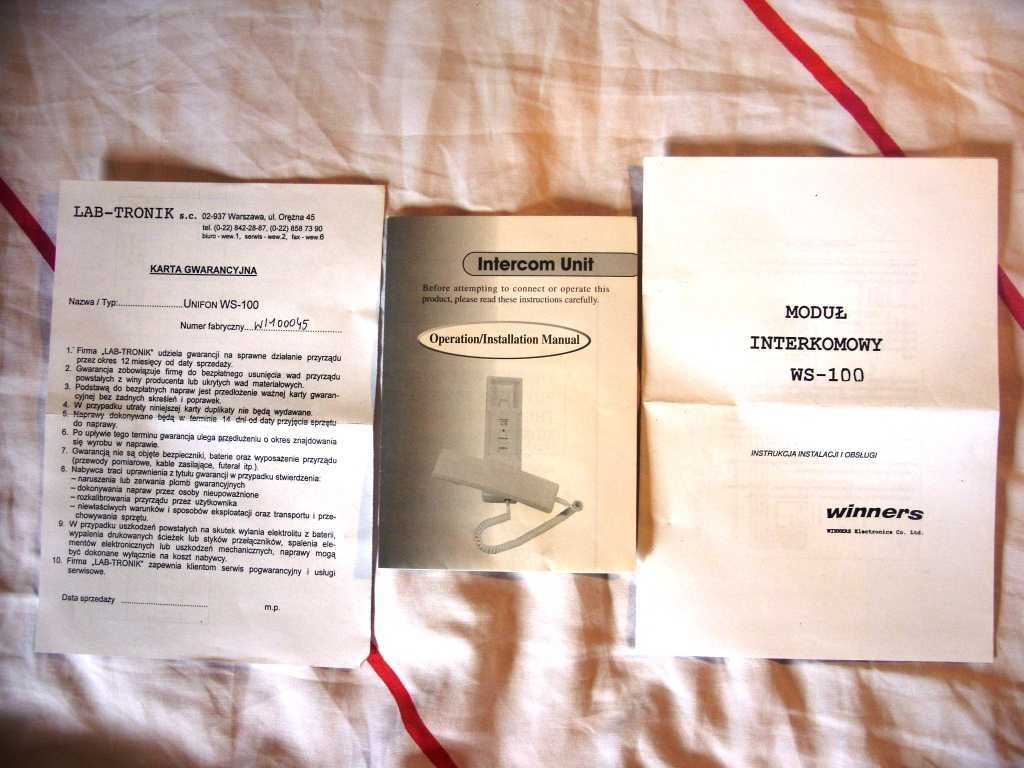 LAB-TRONIK s.c. 02-937 Warszawa, ul. Orężna 45
tel. (0-22) 842-28-87, (0-22) 858 73 90
biuro - wew.1, serwis - wew.2, fax - wew.6
KARTA GWARANCYJNA
Nazwa / Typ:........................UNIFON WS-100
Numer fabryczny....W1100045....................
1. Firma „LAB-TRONIK" udziela gwarancji na sprawne działanie przyrządu
przez okres 12 miesięcy od daty sprzedaży.
2. Gwarancja zobowiązuje firmę do bezpłatnego usunięcia wad przyrządu
powstałych z winy producenta lub ukrytych wad materiałowych.
3. Podstawą do bezpłatnych napraw jest przedłożenie ważnej karty gwaran-
cyjnej bez żadnych skreśleń i poprawek.
4. W przypadku utraty niniejszej karty duplikaty nie będą wydawane.
5. Naprawy dokonywane będą w terminie 14 dni od daty przyjęcia sprzętu
do naprawy.
6. Po upływie tego terminu gwarancja ulega przedłużeniu o okres znajdowania
się wyrobu w naprawie.
7. Gwarancją nie są objęte bezpieczniki, baterie oraz wyposażenie przyrządu
(przewody pomiarowe, kable zasilające, futerał itp.).
8. Nabywca traci uprawnienia z tytułu gwarancji w przypadku stwierdzenia:
– naruszenia lub zerwania plomb gwarancyjnych
– dokonywania napraw przez osoby nieupoważnione
– rozkalibrowania przyrządu przez użytkownika
– niewłaściwych warunków i sposobów eksploatacji oraz transportu i prze-
chowywania sprzętu.
9. W przypadku uszkodzeń powstałych na skutek wylania elektrolitu z baterii,
wypalenia drukowanych ścieżek lub styków przełączników, spalenia ele-
mentów elektronicznych lub uszkodzeń mechanicznych, naprawy mogą
być dokonane wyłącznie na koszt nabywcy.
10. Firma „LAB-TRONIK" zapewnia klientom serwis pogwarancyjny i usługi
serwisowe.
Data sprzedaży ................................
m.p.
Intercom Unit
Before attempting to connect or operate this
product, please read these instructions carefully.
Operation/Installation Manual
MODUŁ
INTERKOMOWY
WS-100
INSTRUKCJA INSTALACJI I OBSŁUGI
winners
WINNERS Electronics Co. Ltd.